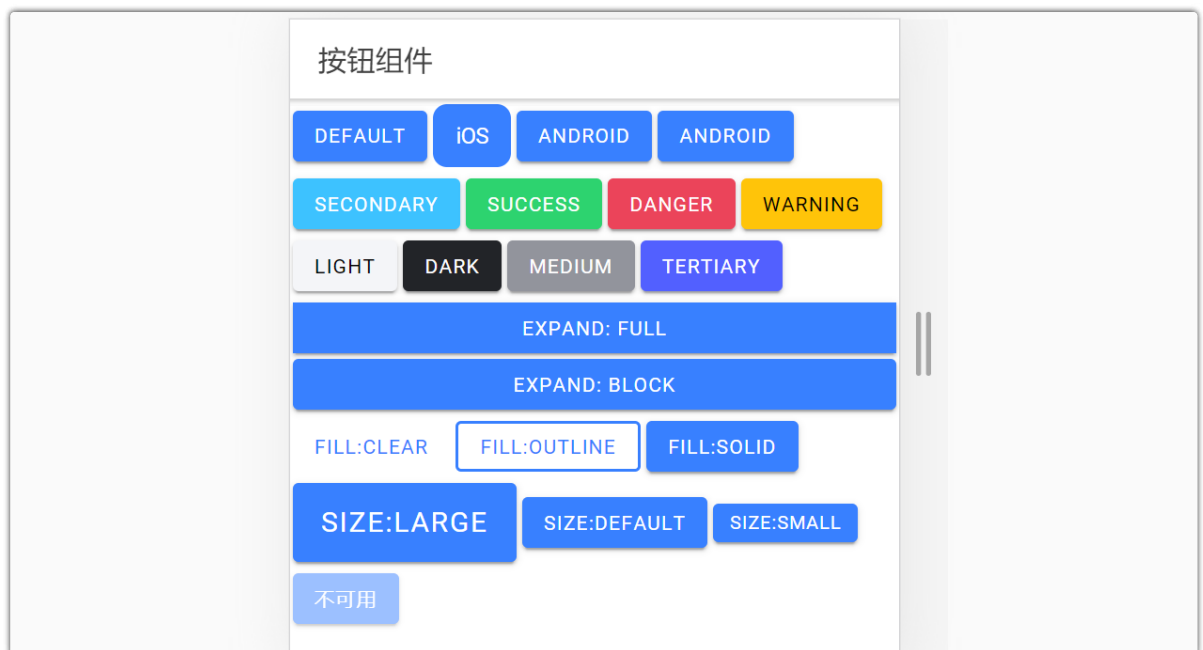 按钮组件
DEFAULT iOS ANDROID ANDROID
SECONDARY SUCCESS DANGER WARNING
LIGHT DARK MEDIUM TERTIARY
EXPAND: FULL
EXPAND: BLOCK
FILL:CLEAR FILL:OUTLINE FILL:SOLID
SIZE:LARGE SIZE:DEFAULT SIZE:SMALL
不可用